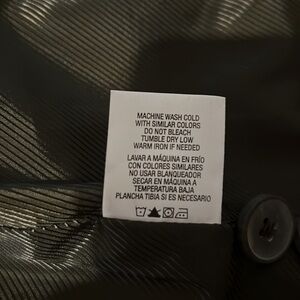 MACHINE WASH COLD
WITH SIMILAR COLORS
DO NOT BLEACH
TUMBLE DRY LOW
WARM IRON IF NEEDED
LAVAR A MÁQUINA EN FRÍO
CON COLORES SIMILARES
NO USAR BLANQUEADOR
SECAR EN MÁQUINA A
TEMPERATURA BAJA
PLANCHA TIBIA SI ES NECESARIO